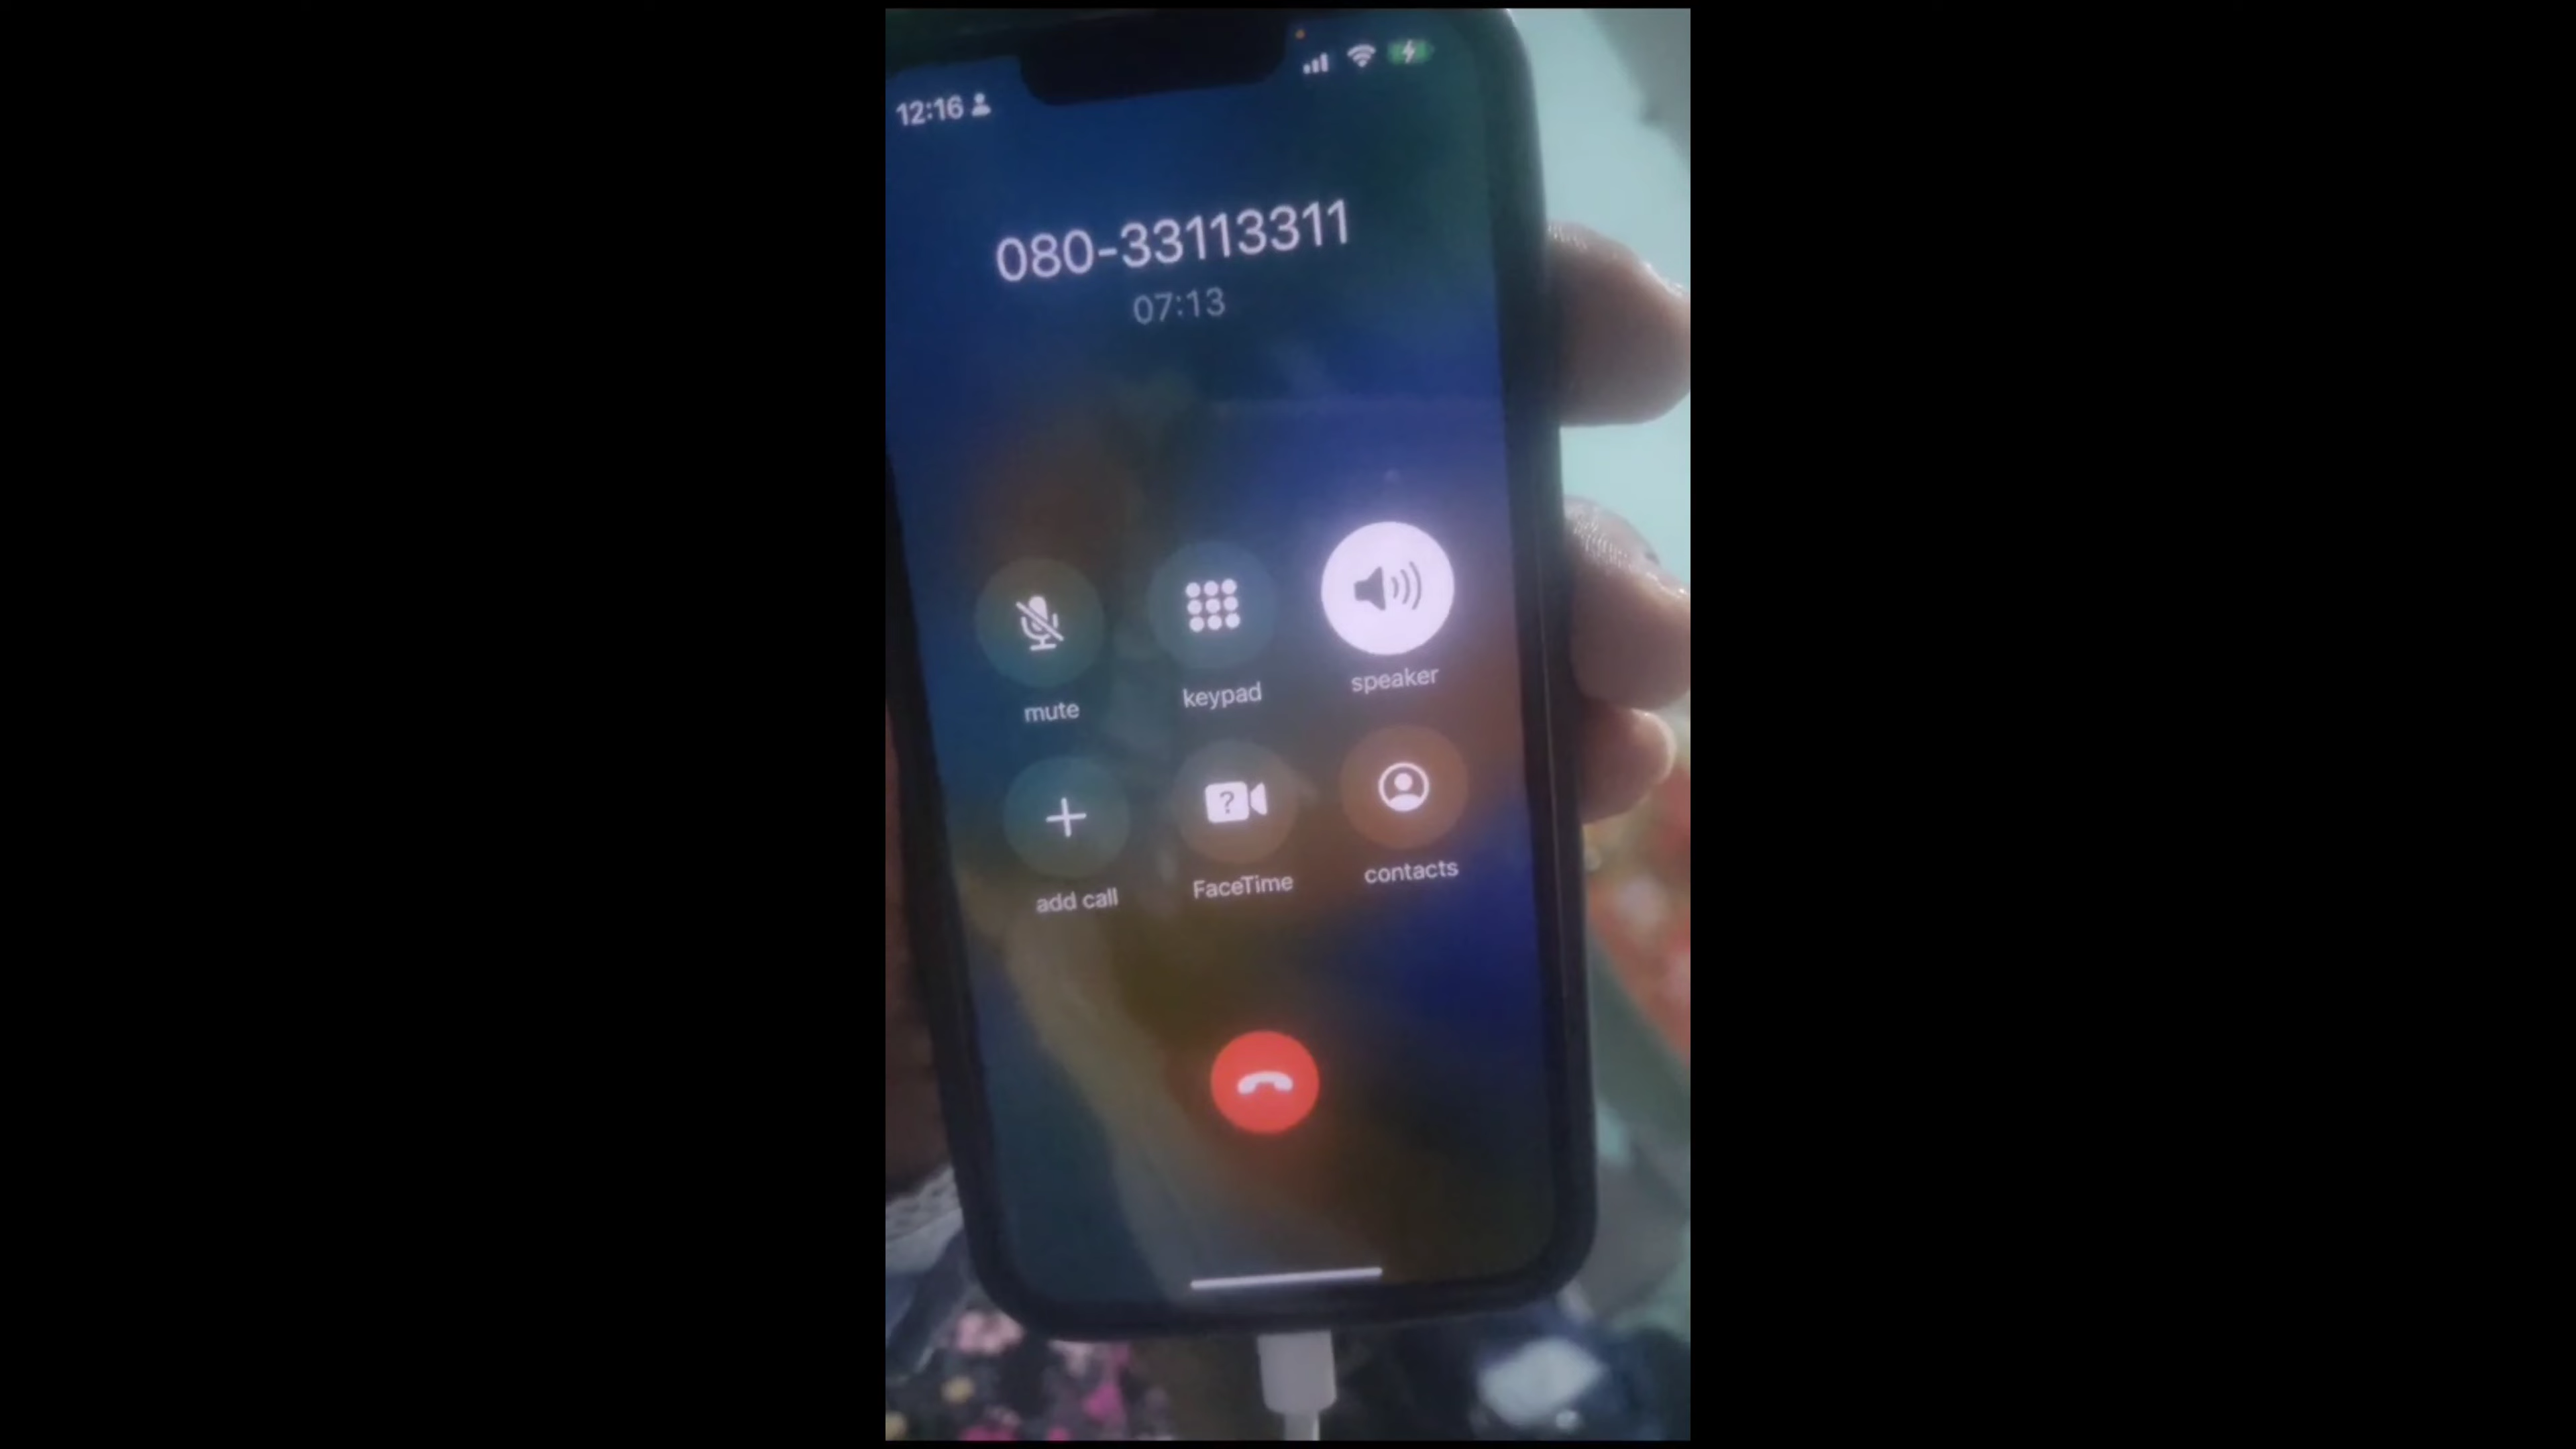 12:16
080-33113311
07:13
mute
keypad
speaker
add call
FaceTime
contacts